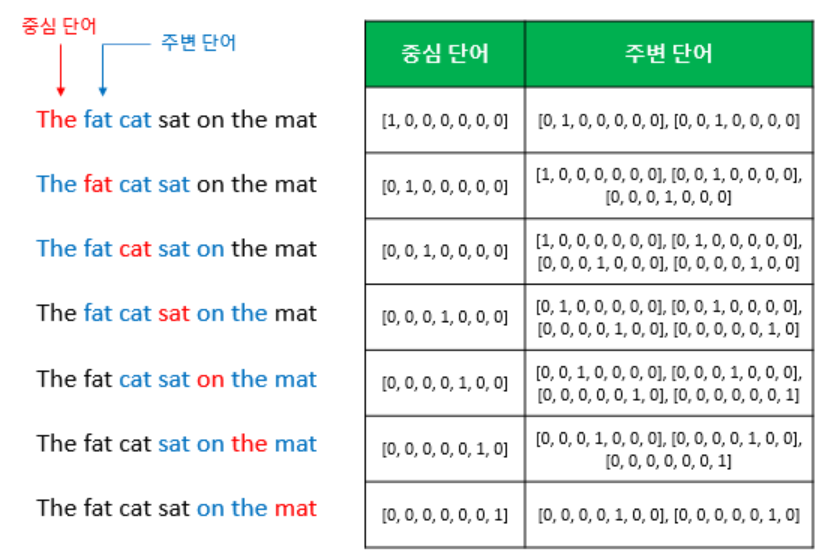 중심 단어
주변 단어
The fat cat sat on the mat
The fat cat sat on the mat
The fat cat sat on the mat
The fat cat sat on the mat
The fat cat sat on the mat
The fat cat sat on the mat
The fat cat sat on the mat
중심 단어 주변 단어
[1, 0, 0, 0, 0, 0, 0] [0, 1, 0, 0, 0, 0, 0], [0, 0, 1, 0, 0, 0, 0]
[0, 1, 0, 0, 0, 0, 0] [1, 0, 0, 0, 0, 0, 0], [0, 0, 1, 0, 0, 0, 0],
[0, 0, 0, 1, 0, 0, 0]
[0, 0, 1, 0, 0, 0, 0] [1, 0, 0, 0, 0, 0, 0], [0, 1, 0, 0, 0, 0, 0],
[0, 0, 0, 1, 0, 0, 0], [0, 0, 0, 0, 1, 0, 0]
[0, 0, 0, 1, 0, 0, 0] [0, 1, 0, 0, 0, 0, 0], [0, 0, 1, 0, 0, 0, 0],
[0, 0, 0, 0, 1, 0, 0], [0, 0, 0, 0, 0, 1, 0]
[0, 0, 0, 0, 1, 0, 0] [0, 0, 1, 0, 0, 0, 0], [0, 0, 0, 1, 0, 0, 0],
[0, 0, 0, 0, 0, 1, 0], [0, 0, 0, 0, 0, 0, 1]
[0, 0, 0, 0, 0, 1, 0] [0, 0, 0, 1, 0, 0, 0], [0, 0, 0, 0, 1, 0, 0],
[0, 0, 0, 0, 0, 0, 1]
[0, 0, 0, 0, 0, 0, 1] [0, 0, 0, 0, 1, 0, 0], [0, 0, 0, 0, 0, 1, 0]